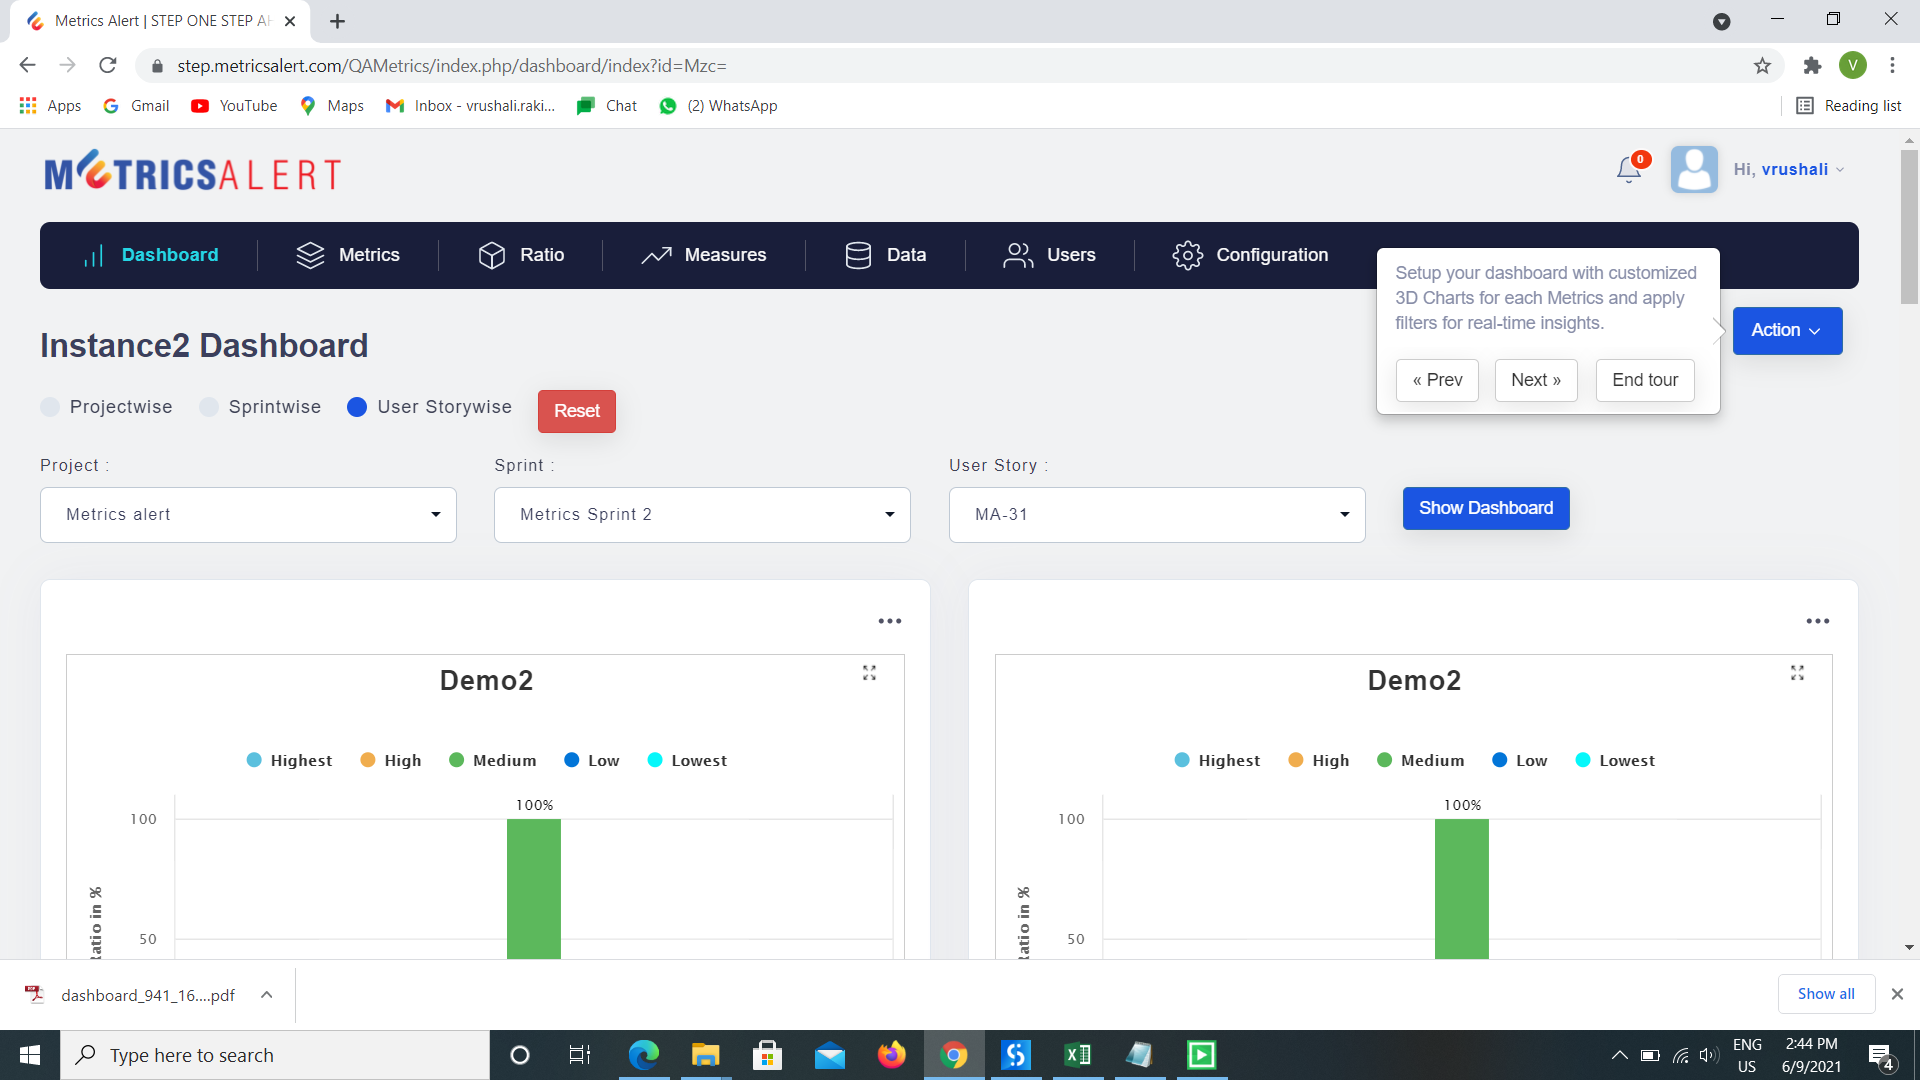 Metrics Alert | STEP ONE STEP AH
step.metricsalert.com/QAMetrics/index.php/dashboard/index?id=Mzc=
V
Apps
Gmail
YouTube
Maps
Inbox - vrushali.raki...
Chat
(2) WhatsApp
Reading list
METRICSALERT
0
Hi, vrushali
Dashboard
Metrics
Ratio
Measures
Data
Users
Configuration
Setup your dashboard with customized
3D Charts for each Metrics and apply
filters for real-time insights.
« Prev
Next »
End tour
Action
Instance2 Dashboard
Projectwise
Sprintwise
User Storywise
Reset
Project :
Sprint :
User Story :
Metrics alert
Metrics Sprint 2
MA-31
Show Dashboard
Demo2
Highest
High
Medium
Low
Lowest
100%
100
50
Ratio in %
Demo2
Highest
High
Medium
Low
Lowest
100%
100
50
Ratio in %
dashboard_941_16....pdf
Show all
Type here to search
ENG
US
2:44 PM
6/9/2021
4